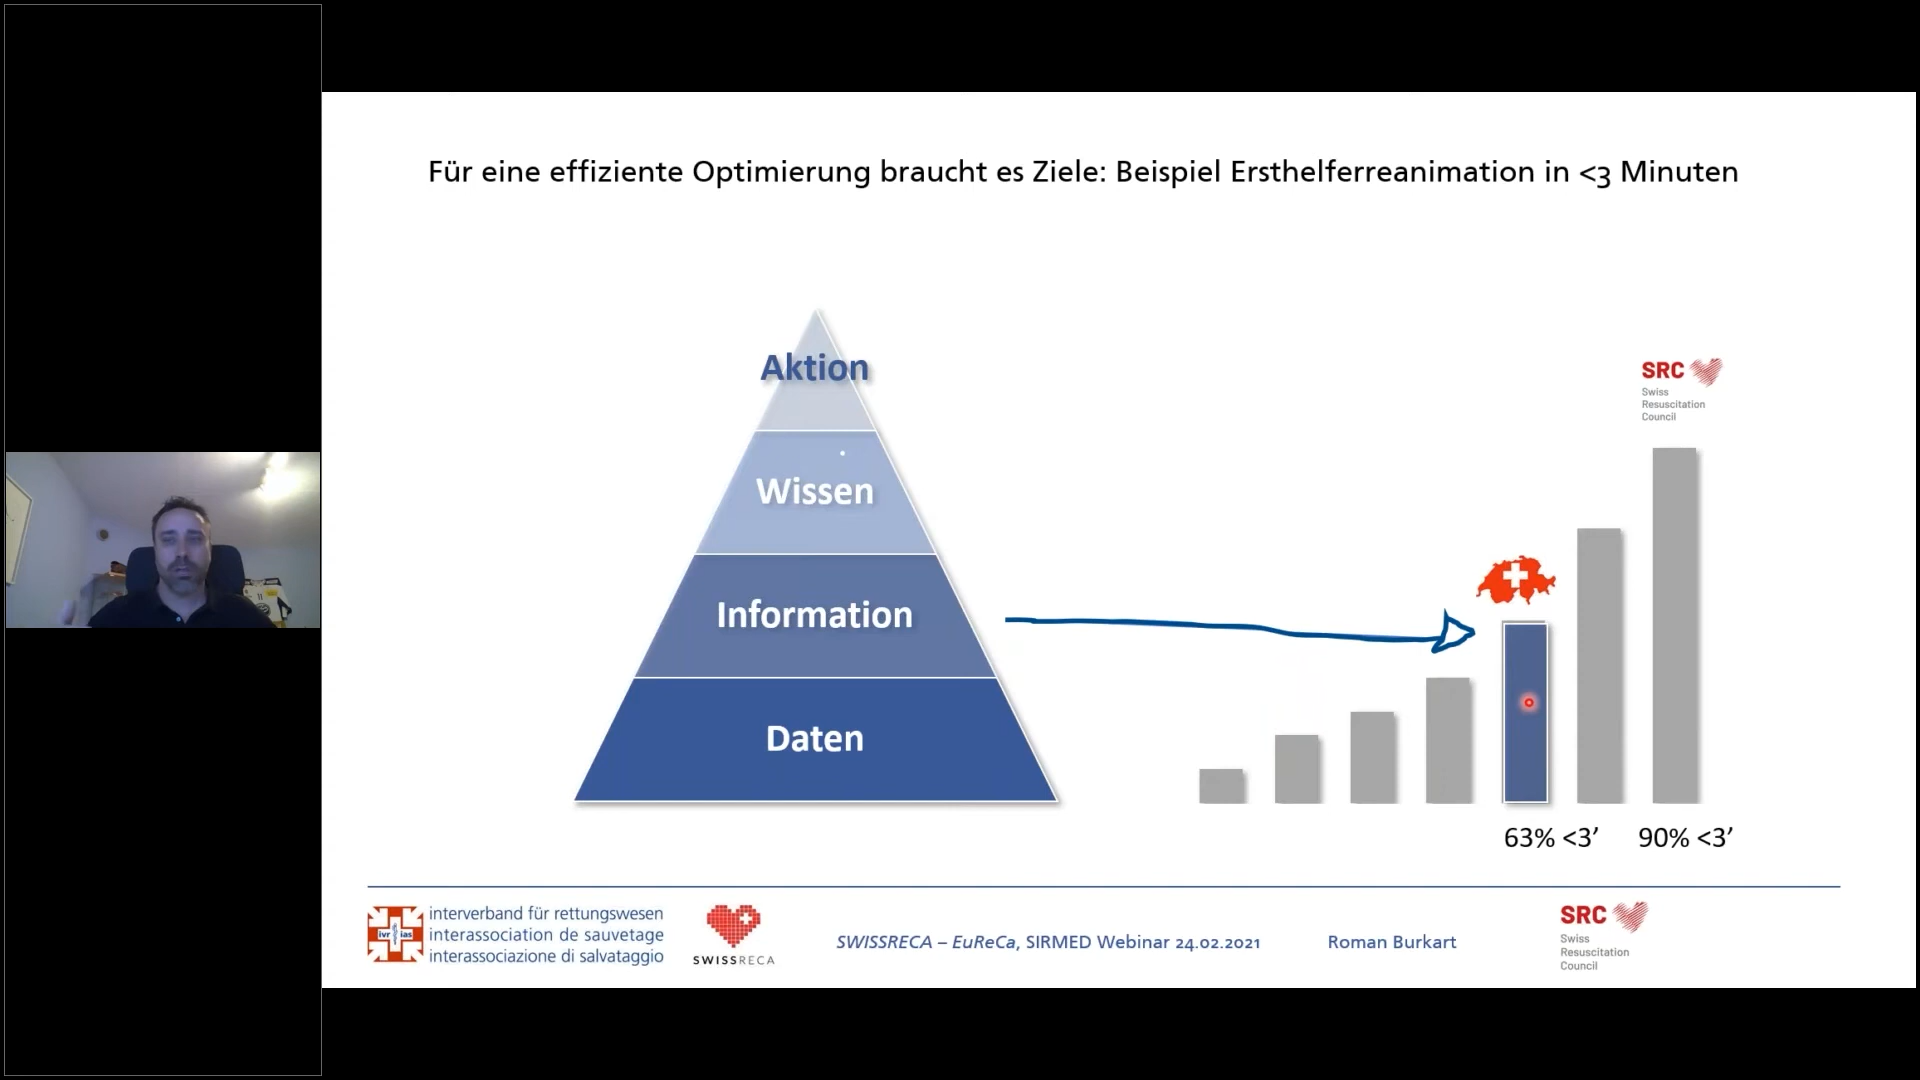 Für eine effiziente Optimierung braucht es Ziele: Beispiel Ersthelferreanimation in <3 Minuten
Aktion
Wissen
Information
Daten
SRC
Swiss
Resuscitation
Council
63% <3’
90% <3’
ivr ias
interverband für rettungswesen
interassociation de sauvetage
interassociazione di salvataggio
SWISSRECA
SWISSRECA – EuReCa, SIRMED Webinar 24.02.2021
Roman Burkart
SRC
Swiss
Resuscitation
Council